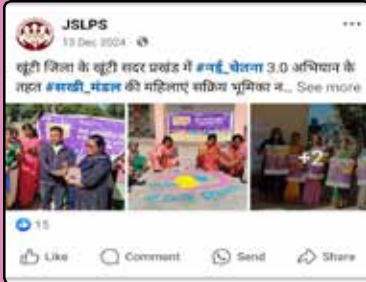 JSLPS
13 Dec 2024
खूंटी जिला के खूंटी सदर प्रखंड में #नई_चेतना 3.0 अभियान के
तहत #सखी_मंडल की महिलाएं सक्रिय भूमिका न... See more
+2
15
Like Comment Send Share